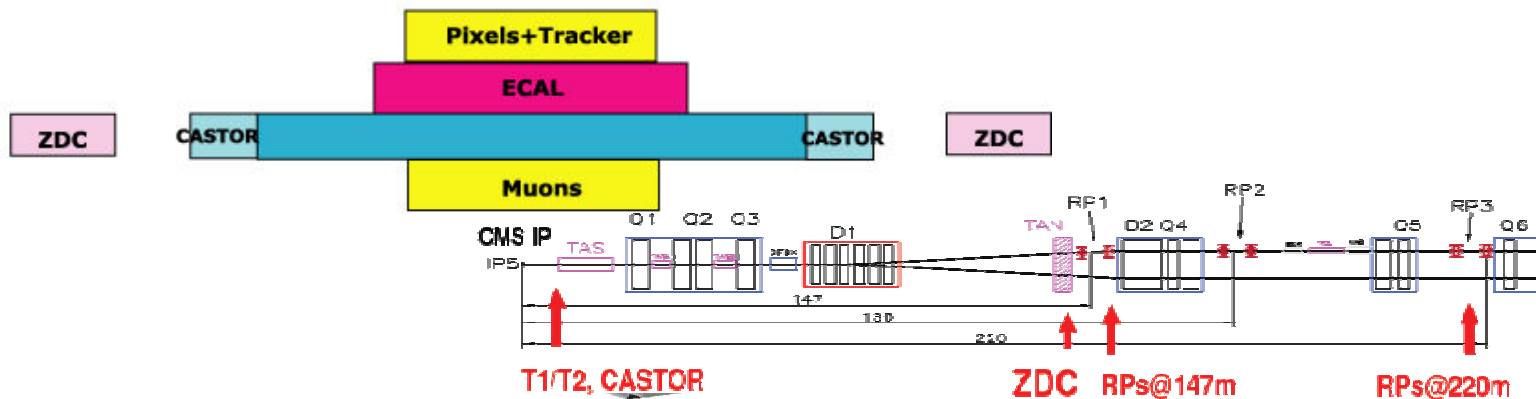 Pixels+Tracker
ECAL
ZDC
CASTOR
CASTOR
ZDC
Muons
RP1
RP2
RP3
Q1
Q2
Q3
D1
TAN
D2
Q4
Q5
Q6
CMS IP
TAS
IP5
147
180
220
T1/T2, CASTOR
ZDC
RPs@147m
RPs@220m